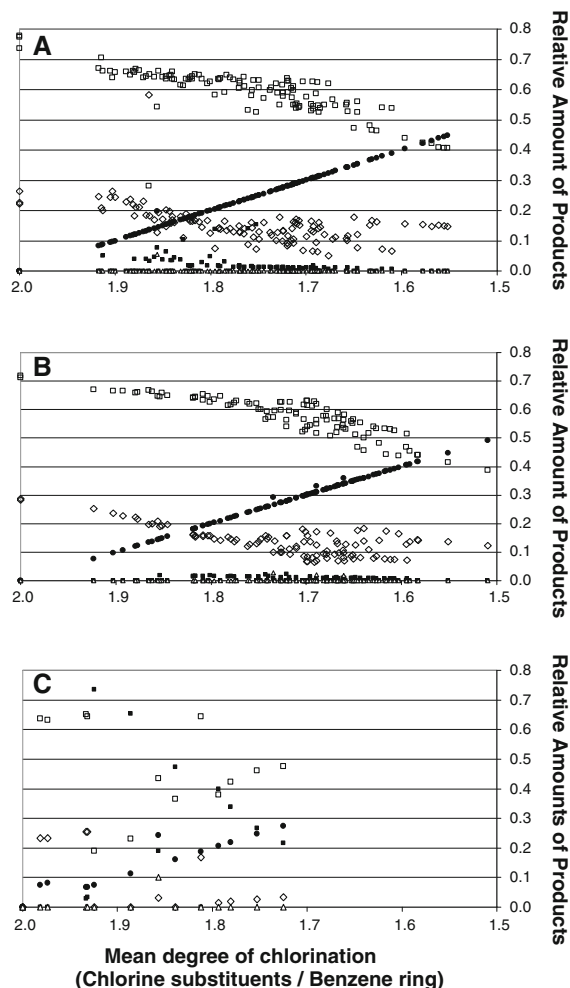 A
0.8
0.7
0.6
0.5
0.4
0.3
0.2
0.1
0.0
2.0 1.9 1.8 1.7 1.6 1.5
Relative Amount of Products
B
0.8
0.7
0.6
0.5
0.4
0.3
0.2
0.1
0.0
2.0 1.9 1.8 1.7 1.6 1.5
Relative Amount of Products
C
0.8
0.7
0.6
0.5
0.4
0.3
0.2
0.1
0.0
2.0 1.9 1.8 1.7 1.6 1.5
Relative Amounts of Products
Mean degree of chlorination
(Chlorine substituents / Benzene ring)